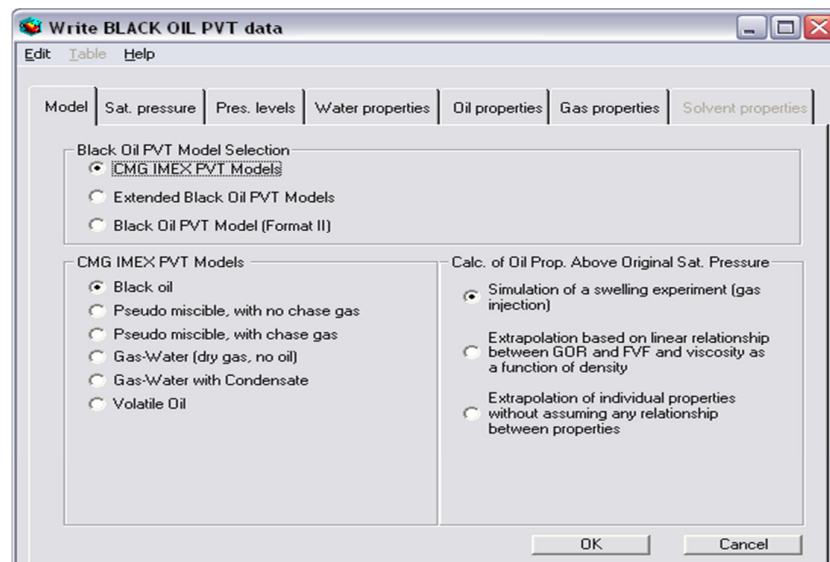 Write BLACK OIL PVT data
Edit Table Help
Model Sat. pressure Pres. levels Water properties Oil properties Gas properties Solvent properties
Black Oil PVT Model Selection
CMG IMEX PVT Models
Extended Black Oil PVT Models
Black Oil PVT Model (Format II)
CMG IMEX PVT Models
Black oil
Pseudo miscible, with no chase gas
Pseudo miscible, with chase gas
Gas-Water (dry gas, no oil)
Gas-Water with Condensate
Volatile Oil
Calc. of Oil Prop. Above Original Sat. Pressure
Simulation of a swelling experiment (gas
injection)
Extrapolation based on linear relationship
between GOR and FVF and viscosity as
a function of density
Extrapolation of individual properties
without assuming any relationship
between properties
OK Cancel